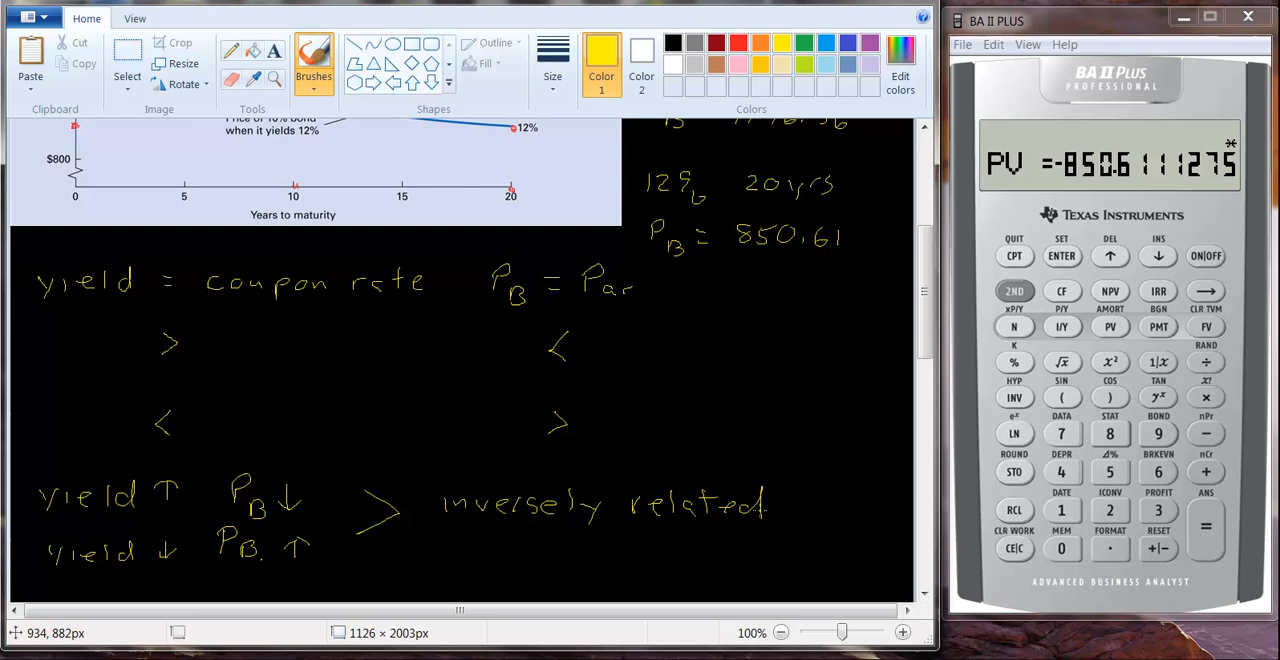 Home
View
Cut
Copy
Paste
Clipboard
Select
Crop
Resize
Rotate
Image
Tools
Brushes
Shapes
Outline
Fill
Size
Color 1
Color 2
Edit colors
Colors
Price of 10% bond
when it yields 12%
12%
$800
0 5 10 15 20
Years to maturity
12% 20yrs
PB = 850.61
yield = coupon rate PB = Par
> <
< >
yield ↑ PB ↓
> inversely related
yield ↓ PB. ↑
934, 882px
1126 × 2003px
100%
BA II PLUS
File Edit View Help
BA II PLUS
PROFESSIONAL
PV =-850.6111275
*
TEXAS INSTRUMENTS
QUIT SET DEL INS
CPT ENTER ↑ ↓ ON|OFF
2ND CF NPV IRR →
xP/Y P/Y AMORT BGN CLR TVM
N I/Y PV PMT FV
K RAND
% √x x² 1/x ÷
HYP SIN COS TAN x!
INV ( ) yˣ ×
eˣ DATA STAT BOND nPr
LN 7 8 9 −
ROUND DEPR Δ% BRKEVN nCr
STO 4 5 6 +
DATE ICONV PROFIT ANS
RCL 1 2 3 =
CLR WORK MEM FORMAT RESET
CE|C 0 . +|−
ADVANCED BUSINESS ANALYST